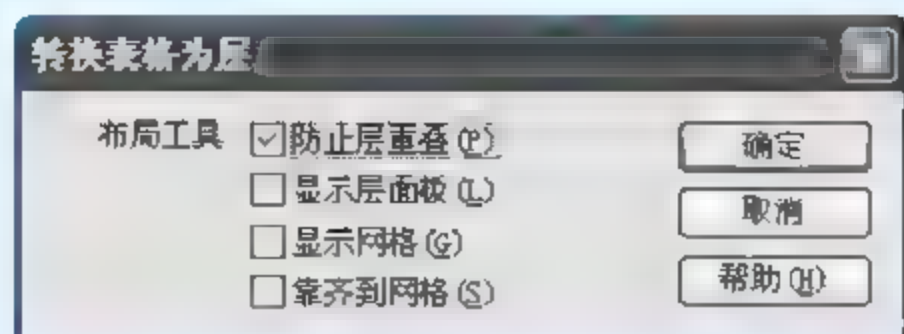 转换表格为层
布局工具 防止层重叠(P) 确定
显示层面板(L) 取消
显示网格(G)
靠齐到网格(S) 帮助(H)